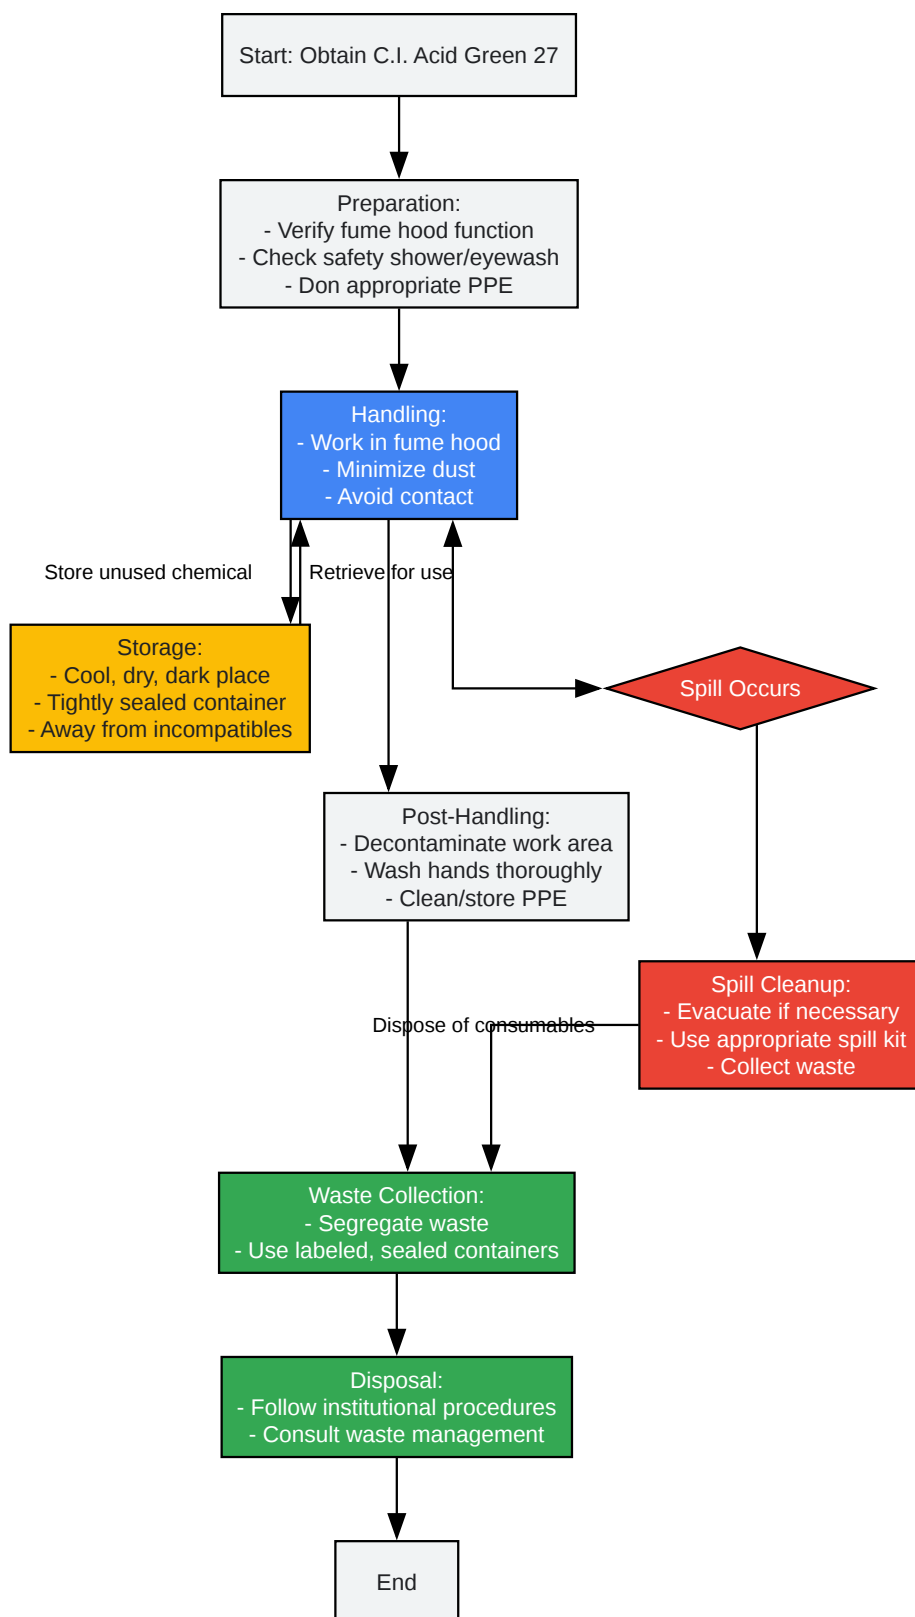 Start: Obtain C.I. Acid Green 27
Preparation:
- Verify fume hood function
- Check safety shower/eyewash
- Don appropriate PPE
Handling:
- Work in fume hood
- Minimize dust
- Avoid contact
Store unused chemical
Retrieve for use
Storage:
- Cool, dry, dark place
- Tightly sealed container
- Away from incompatibles
Spill Occurs
Post-Handling:
- Decontaminate work area
- Wash hands thoroughly
- Clean/store PPE
Spill Cleanup:
- Evacuate if necessary
- Use appropriate spill kit
- Collect waste
Dispose of consumables
Waste Collection:
- Segregate waste
- Use labeled, sealed containers
Disposal:
- Follow institutional procedures
- Consult waste management
End